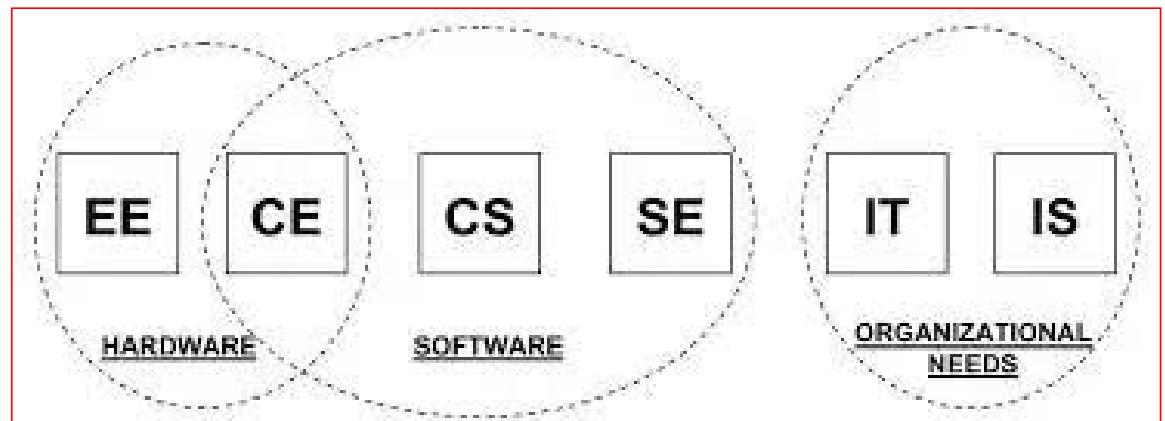 EE CE CS SE IT IS
HARDWARE SOFTWARE ORGANIZATIONAL
NEEDS